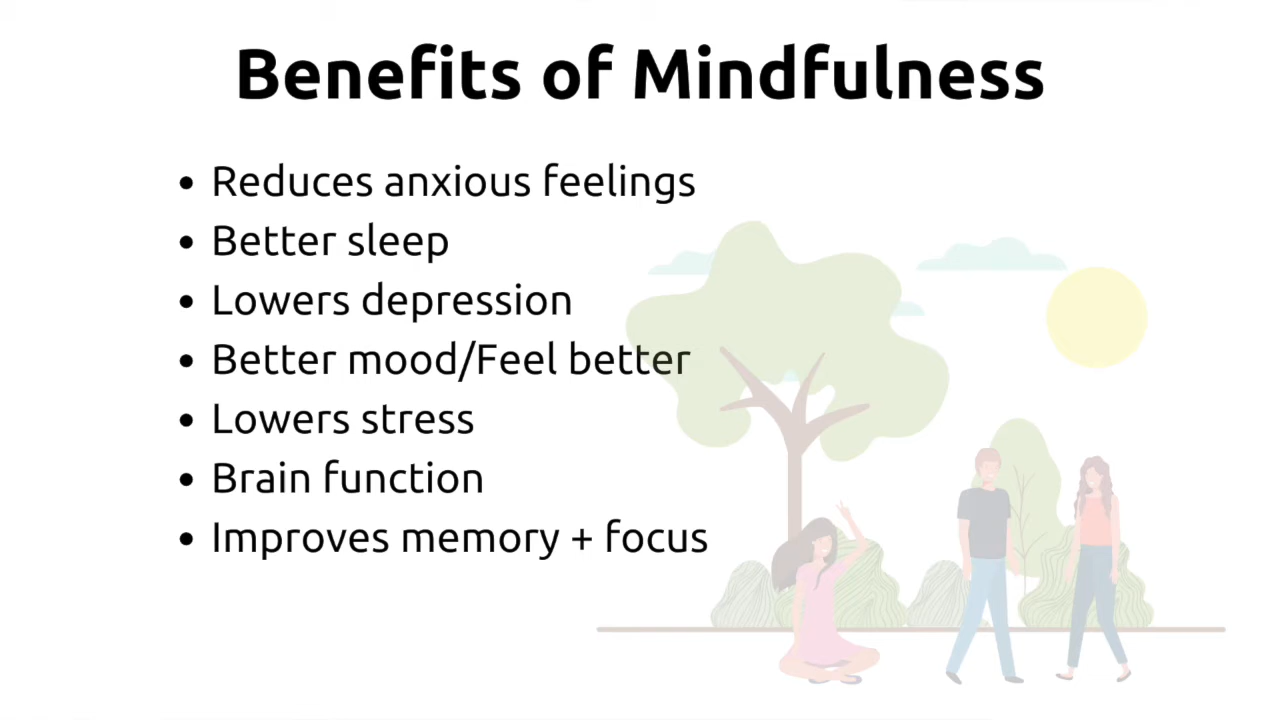 Benefits of Mindfulness
• Reduces anxious feelings
• Better sleep
• Lowers depression
• Better mood/Feel better
• Lowers stress
• Brain function
• Improves memory + focus